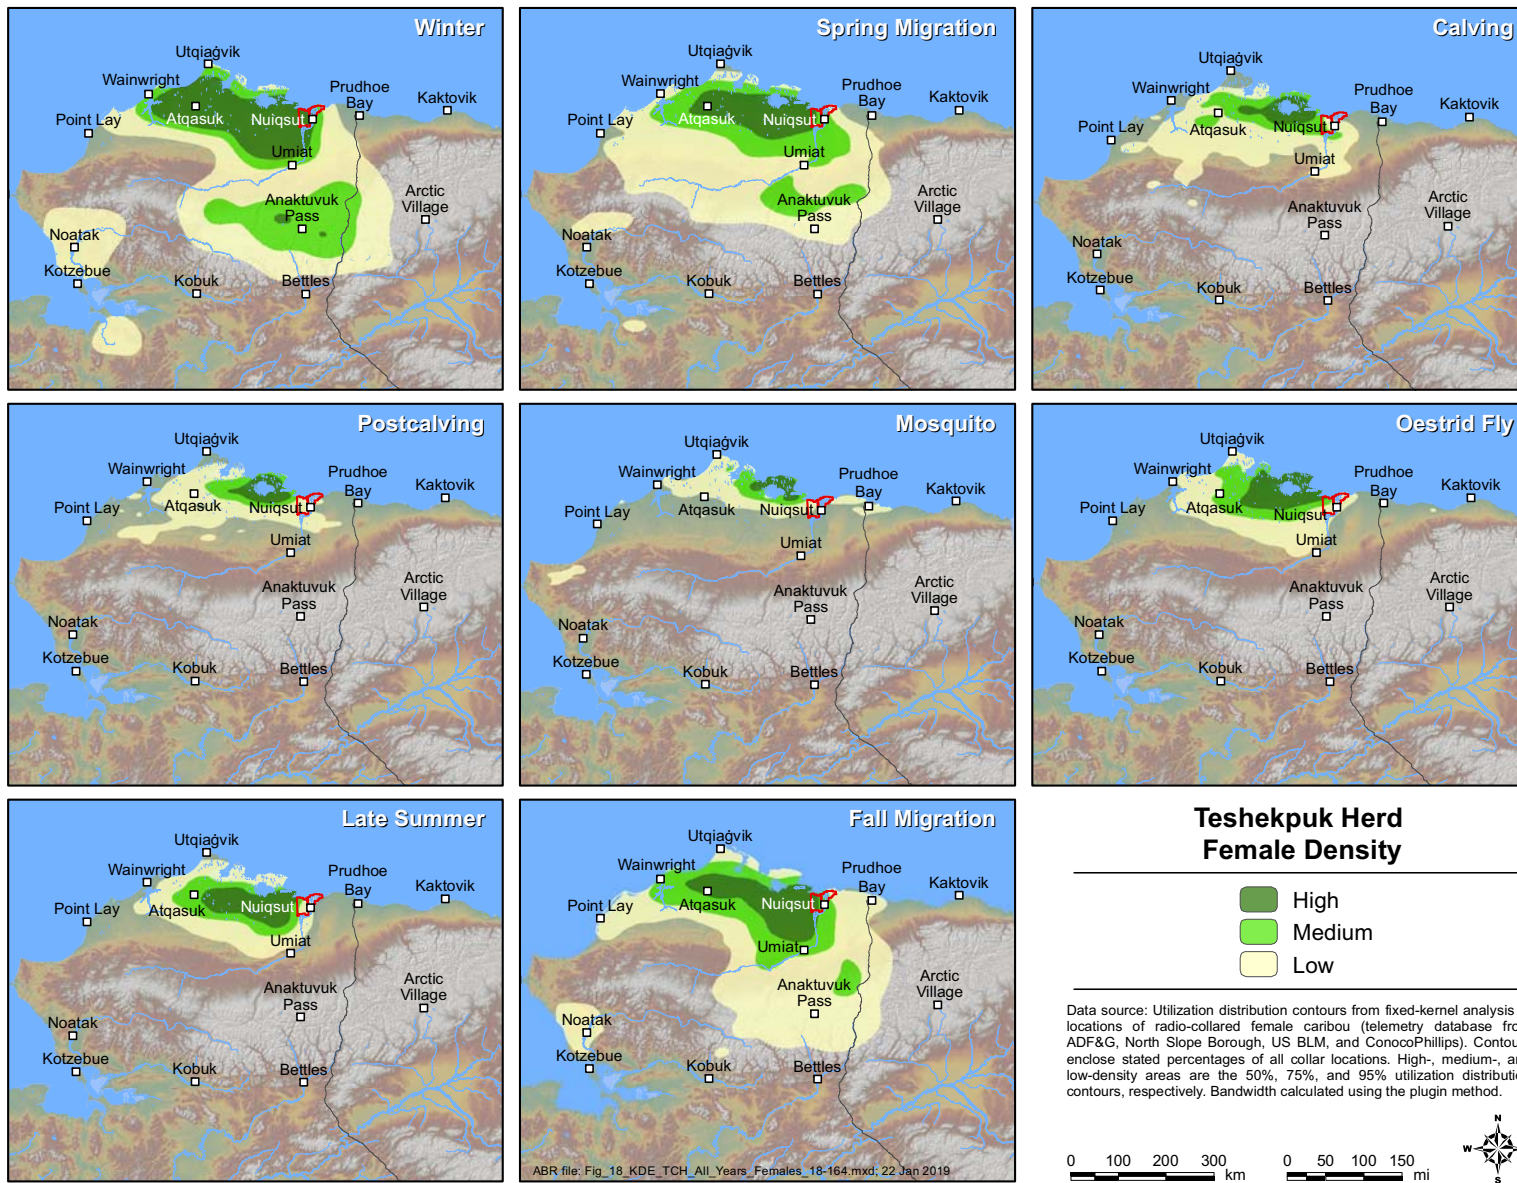 Winter
Utqiaġvik
Wainwright
Prudhoe
Bay
Kaktovik
Point Lay
Atqasuk
Nuiqsut
Umiat
Anaktuvuk
Pass
Arctic
Village
Noatak
Kotzebue
Kobuk
Bettles
Spring Migration
Utqiaġvik
Wainwright
Prudhoe
Bay
Kaktovik
Point Lay
Atqasuk
Nuiqsut
Umiat
Anaktuvuk
Pass
Arctic
Village
Noatak
Kotzebue
Kobuk
Bettles
Calving
Utqiaġvik
Wainwright
Prudhoe
Bay
Kaktovik
Point Lay
Atqasuk
Nuiqsut
Umiat
Anaktuvuk
Pass
Arctic
Village
Noatak
Kotzebue
Kobuk
Bettles
Postcalving
Utqiaġvik
Wainwright
Prudhoe
Bay
Kaktovik
Point Lay
Atqasuk
Nuiqsut
Umiat
Anaktuvuk
Pass
Arctic
Village
Noatak
Kotzebue
Kobuk
Bettles
Mosquito
Utqiaġvik
Wainwright
Prudhoe
Bay
Kaktovik
Point Lay
Atqasuk
Nuiqsut
Umiat
Anaktuvuk
Pass
Arctic
Village
Noatak
Kotzebue
Kobuk
Bettles
Oestrid Fly
Utqiaġvik
Wainwright
Prudhoe
Bay
Kaktovik
Point Lay
Atqasuk
Nuiqsut
Umiat
Anaktuvuk
Pass
Arctic
Village
Noatak
Kotzebue
Kobuk
Bettles
Late Summer
Utqiaġvik
Wainwright
Prudhoe
Bay
Kaktovik
Point Lay
Atqasuk
Nuiqsut
Umiat
Anaktuvuk
Pass
Arctic
Village
Noatak
Kotzebue
Kobuk
Bettles
Fall Migration
Utqiaġvik
Wainwright
Prudhoe
Bay
Kaktovik
Point Lay
Atqasuk
Nuiqsut
Umiat
Anaktuvuk
Pass
Arctic
Village
Noatak
Kotzebue
Kobuk
Bettles
ABR file: Fig_18_KDE_TCH_All_Years_Females_18-164.mxd; 22 Jan 2019
Teshekpuk Herd
Female Density
High
Medium
Low
Data source: Utilization distribution contours from fixed-kernel analysis
locations of radio-collared female caribou (telemetry database fro
ADF&G, North Slope Borough, US BLM, and ConocoPhillips). Contou
enclose stated percentages of all collar locations. High-, medium-, an
low-density areas are the 50%, 75%, and 95% utilization distributio
contours, respectively. Bandwidth calculated using the plugin method.
0 100 200 300
km
0 50 100 150
mi
N
W
S